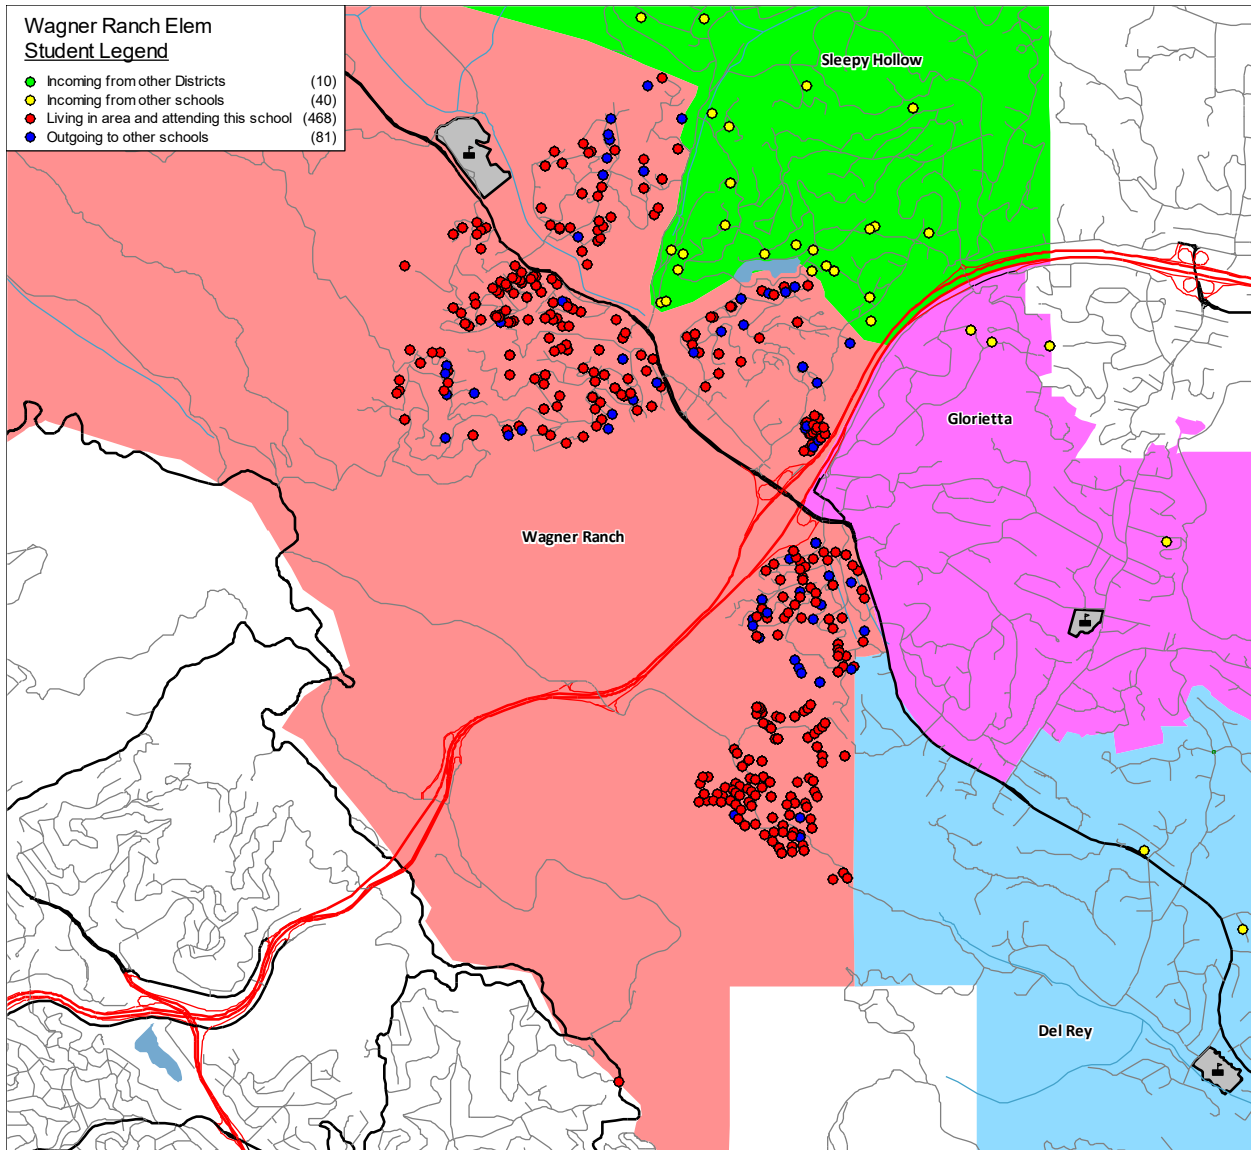 Wagner Ranch Elem
Student Legend
Incoming from other Districts (10)
Incoming from other schools (40)
Living in area and attending this school (468)
Outgoing to other schools (81)
Sleepy Hollow
Glorietta
Wagner Ranch
Del Rey